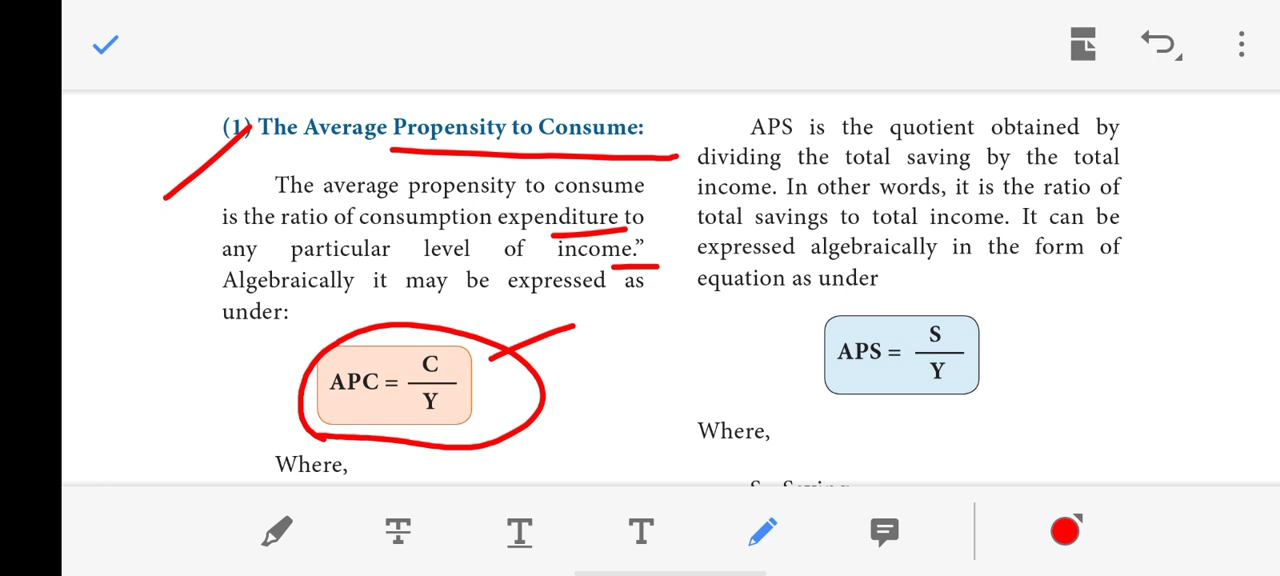 (1) The Average Propensity to Consume:
The average propensity to consume
is the ratio of consumption expenditure to
any particular level of income.”
Algebraically it may be expressed as
under:
APC = C
Y
Where,
APS is the quotient obtained by
dividing the total saving by the total
income. In other words, it is the ratio of
total savings to total income. It can be
expressed algebraically in the form of
equation as under
APS = S
Y
Where,